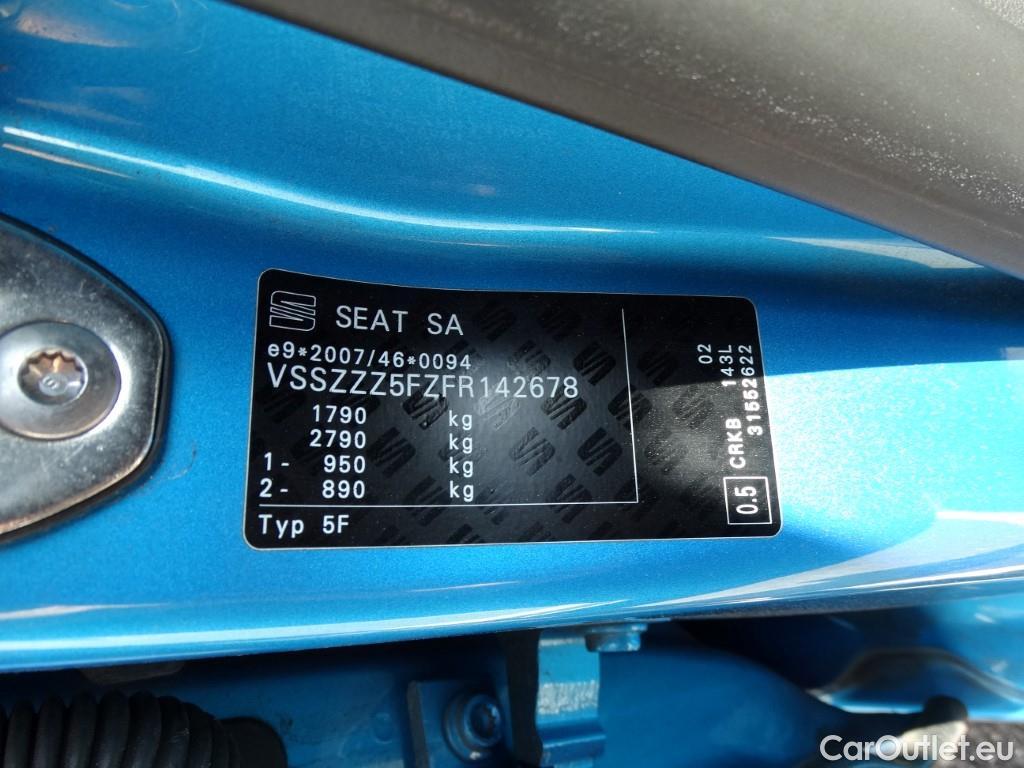 SEAT SA
e9*2007/46*0094
VSSZZZ5FZFR142678
1790 kg
2790 kg
1- 950 kg
2- 890 kg
Typ 5F
0.5 CRKB 143L 02
31552622
CarOutlet.eu